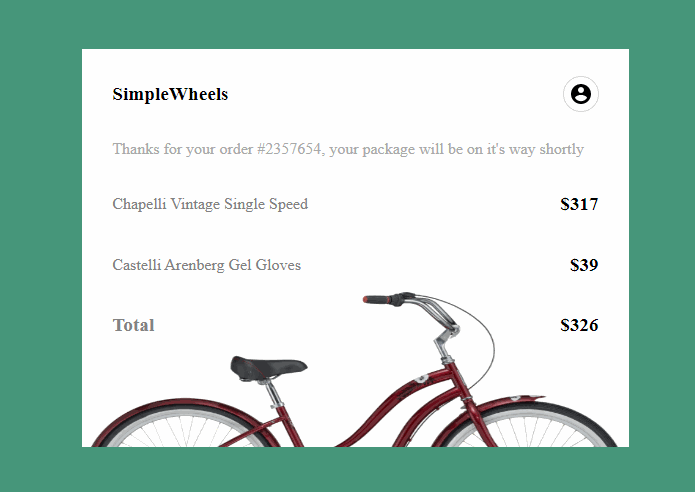 SimpleWheels
Thanks for your order #2357654, your package will be on it's way shortly
Chapelli Vintage Single Speed $317
Castelli Arenberg Gel Gloves $39
Total $326